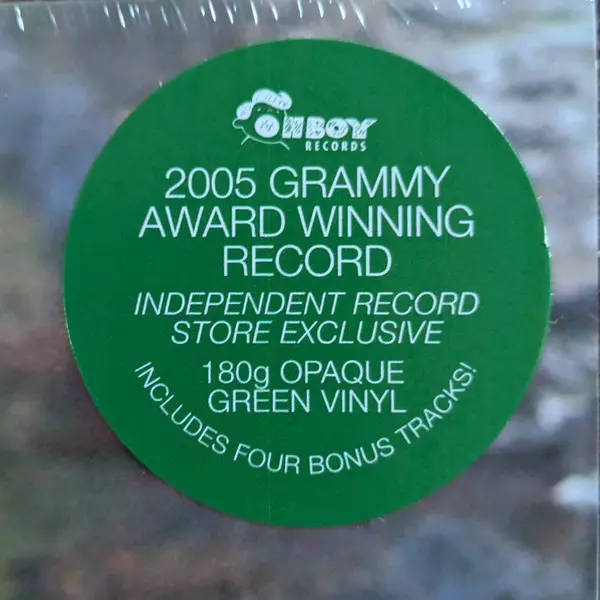 OH BOY
RECORDS
2005 GRAMMY
AWARD WINNING
RECORD
INDEPENDENT RECORD
STORE EXCLUSIVE
180g OPAQUE
GREEN VINYL
INCLUDES FOUR BONUS TRACKS!